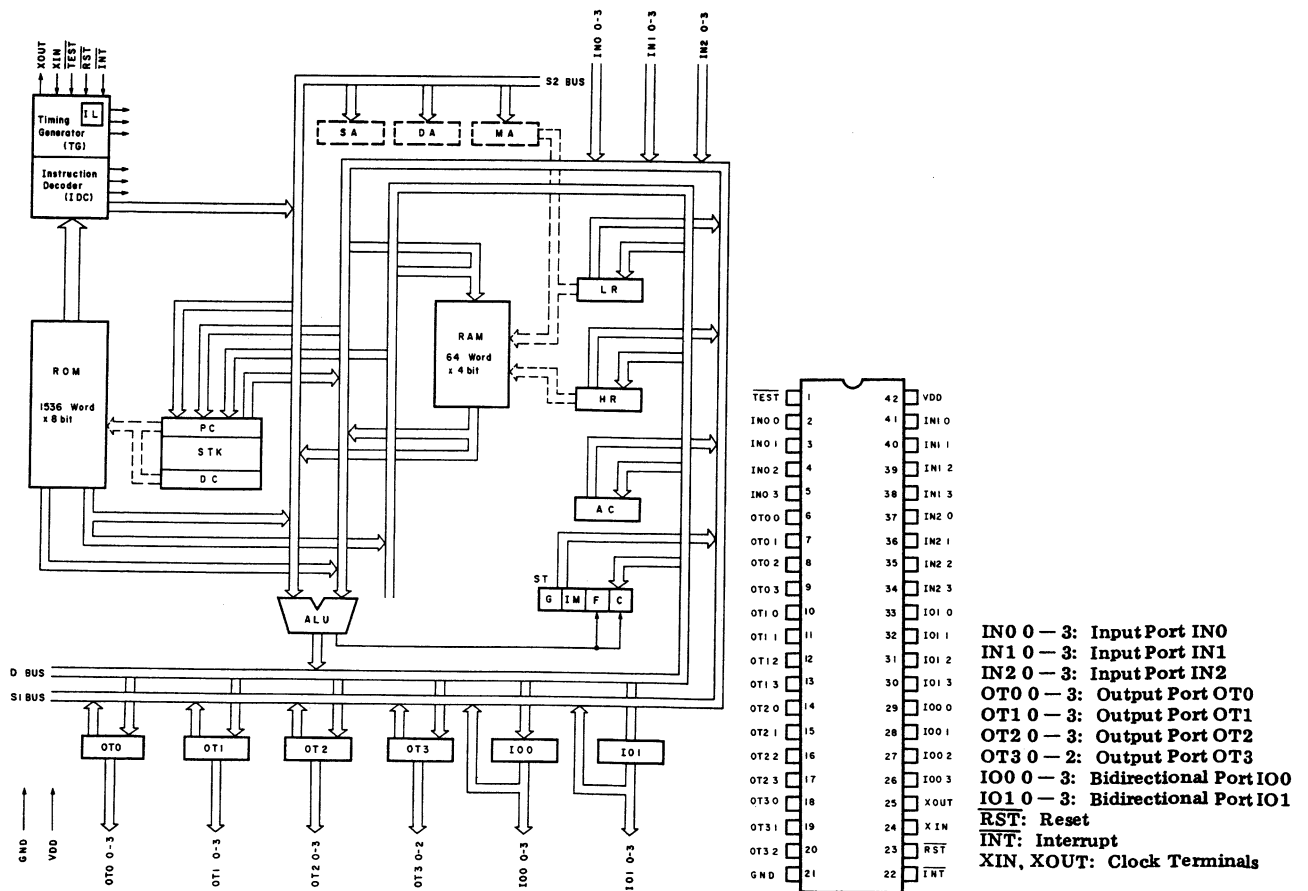 XOUT
XIN
TEST
RST
INT
IL
Timing
Generator
(TG)
Instruction
Decoder
(IDC)
S2 BUS
IN0 0-3
IN1 0-3
IN2 0-3
SA
DA
MA
LR
RAM
64 Word
x 4 bit
HR
ROM
1536 Word
x 8 bit
PC
STK
DC
AC
ST
G IM F C
ALU
D BUS
S1 BUS
OT0
OT1
OT2
OT3
IO0
IO1
GND
VDD
OT0 0-3
OT1 0-3
OT2 0-3
OT3 0-2
IO0 0-3
IO1 0-3
TEST 1 42 VDD
IN0 0 2 41 IN1 0
IN0 1 3 40 IN1 1
IN0 2 4 39 IN1 2
IN0 3 5 38 IN1 3
OT0 0 6 37 IN2 0
OT0 1 7 36 IN2 1
OT0 2 8 35 IN2 2
OT0 3 9 34 IN2 3
OT1 0 10 33 IO1 0
OT1 1 11 32 IO1 1
OT1 2 12 31 IO1 2
OT1 3 13 30 IO1 3
OT2 0 14 29 IO0 0
OT2 1 15 28 IO0 1
OT2 2 16 27 IO0 2
OT2 3 17 26 IO0 3
OT3 0 18 25 XOUT
OT3 1 19 24 XIN
OT3 2 20 23 RST
GND 21 22 INT
IN0 0 — 3: Input Port IN0
IN1 0 — 3: Input Port IN1
IN2 0 — 3: Input Port IN2
OT0 0 — 3: Output Port OT0
OT1 0 — 3: Output Port OT1
OT2 0 — 3: Output Port OT2
OT3 0 — 2: Output Port OT3
IO0 0 — 3: Bidirectional Port IO0
IO1 0 — 3: Bidirectional Port IO1
RST: Reset
INT: Interrupt
XIN, XOUT: Clock Terminals